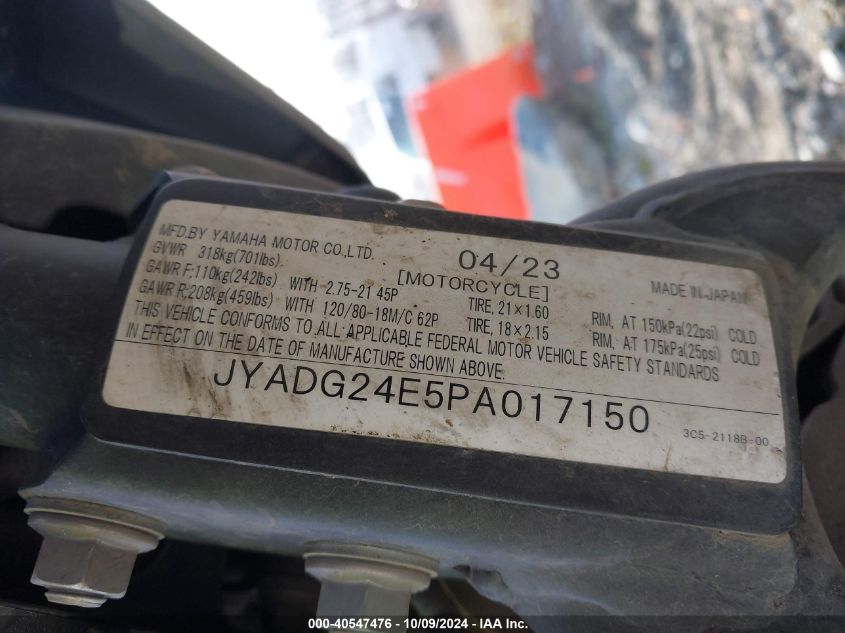 MFD.BY YAMAHA MOTOR CO.,LTD. 04/23
GVWR 318kg(701lbs) [MOTORCYCLE] MADE IN JAPAN
GAWR F;110kg(242lbs) WITH 2.75-21 45P TIRE, 21×1.60 RIM, AT 150kPa(22psi) COLD
GAWR R;208kg(459lbs) WITH 120/80-18M/C 62P TIRE, 18×2.15 RIM, AT 175kPa(25psi) COLD
THIS VEHICLE CONFORMS TO ALL APPLICABLE FEDERAL MOTOR VEHICLE SAFETY STANDARDS
IN EFFECT ON THE DATE OF MANUFACTURE SHOWN ABOVE.
JYADG24E5PA017150
3C5-2118B-00
000-40547476 - 10/09/2024 - IAA Inc.